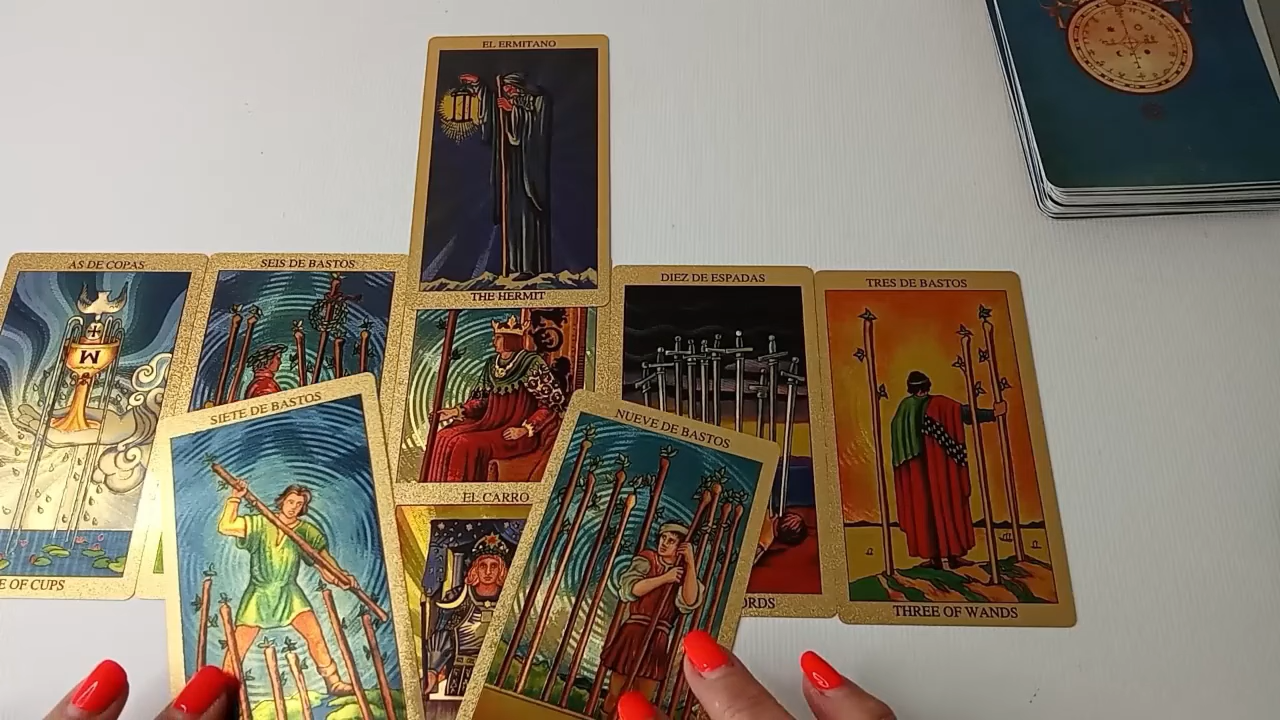 EL ERMITANO
THE HERMIT
AS DE COPAS
SEIS DE BASTOS
DIEZ DE ESPADAS
TRES DE BASTOS
SIETE DE BASTOS
NUEVE DE BASTOS
EL CARRO
E OF CUPS
ORDS
THREE OF WANDS